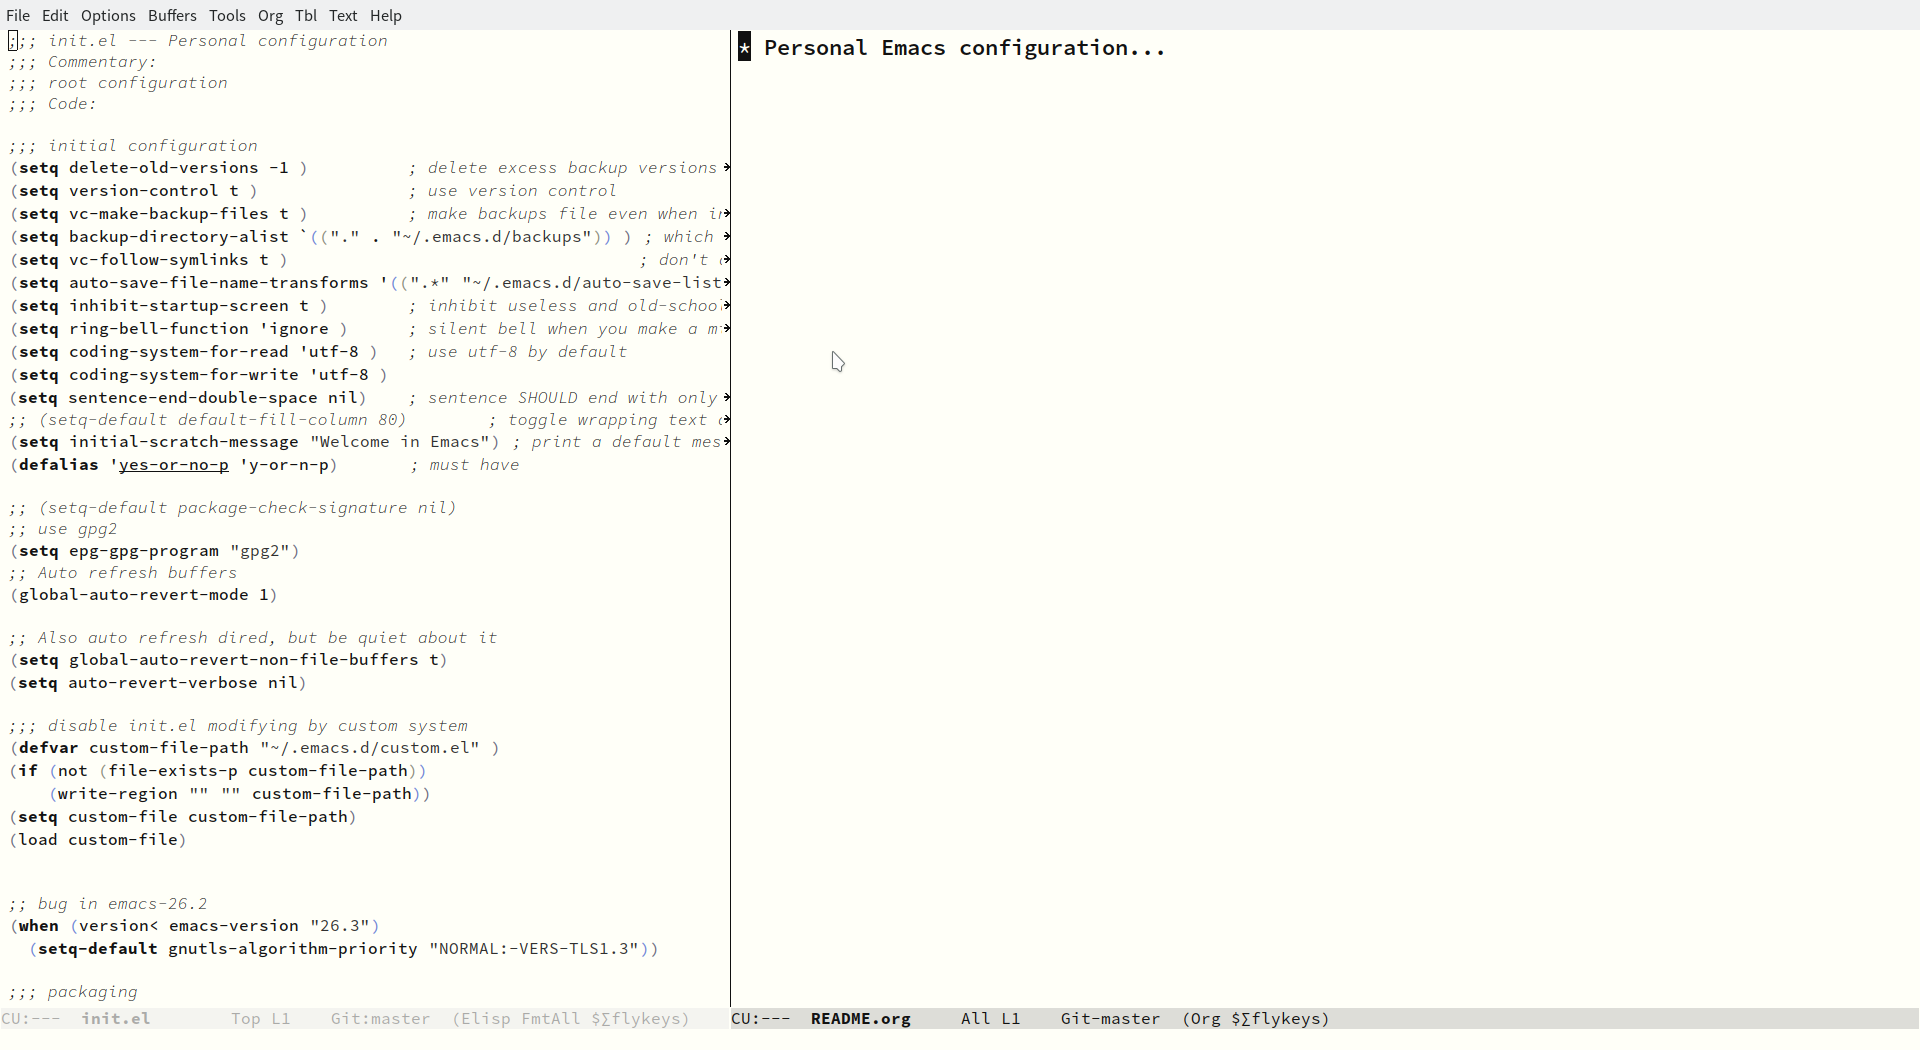 File Edit Options Buffers Tools Org Tbl Text Help
;;; init.el --- Personal configuration
;;; Commentary:
;;; root configuration
;;; Code:
;;; initial configuration
(setq delete-old-versions -1 )          ; delete excess backup versions
(setq version-control t )               ; use version control
(setq vc-make-backup-files t )          ; make backups file even when
(setq backup-directory-alist `(("." . "~/.emacs.d/backups")) ) ; which
(setq vc-follow-symlinks t )                                   ; don't
(setq auto-save-file-name-transforms '((".*" "~/.emacs.d/auto-save-list
(setq inhibit-startup-screen t )        ; inhibit useless and old-school
(setq ring-bell-function 'ignore )      ; silent bell when you make a
(setq coding-system-for-read 'utf-8 )   ; use utf-8 by default
(setq coding-system-for-write 'utf-8 )
(setq sentence-end-double-space nil)    ; sentence SHOULD end with only
;; (setq-default default-fill-column 80)        ; toggle wrapping text
(setq initial-scratch-message "Welcome in Emacs") ; print a default mes
(defalias 'yes-or-no-p 'y-or-n-p)       ; must have
;; (setq-default package-check-signature nil)
;; use gpg2
(setq epg-gpg-program "gpg2")
;; Auto refresh buffers
(global-auto-revert-mode 1)
;; Also auto refresh dired, but be quiet about it
(setq global-auto-revert-non-file-buffers t)
(setq auto-revert-verbose nil)
;;; disable init.el modifying by custom system
(defvar custom-file-path "~/.emacs.d/custom.el" )
(if (not (file-exists-p custom-file-path))
    (write-region "" "" custom-file-path))
(setq custom-file custom-file-path)
(load custom-file)
;; bug in emacs-26.2
(when (version< emacs-version "26.3")
  (setq-default gnutls-algorithm-priority "NORMAL:-VERS-TLS1.3"))
;;; packaging
CU:---  init.el        Top L1    Git:master  (Elisp FmtAll $∑flykeys)
* Personal Emacs configuration...
CU:---  README.org     All L1    Git-master  (Org $∑flykeys)